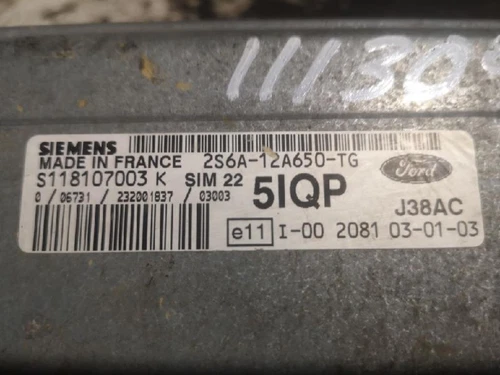 111309
SIEMENS
MADE IN FRANCE 2S6A-12A650-TG
S118107003 K SIM 22 5IQP Ford
0 / 06731 / 232001837 / 03003 J38AC
e11 I-00 2081 03-01-03